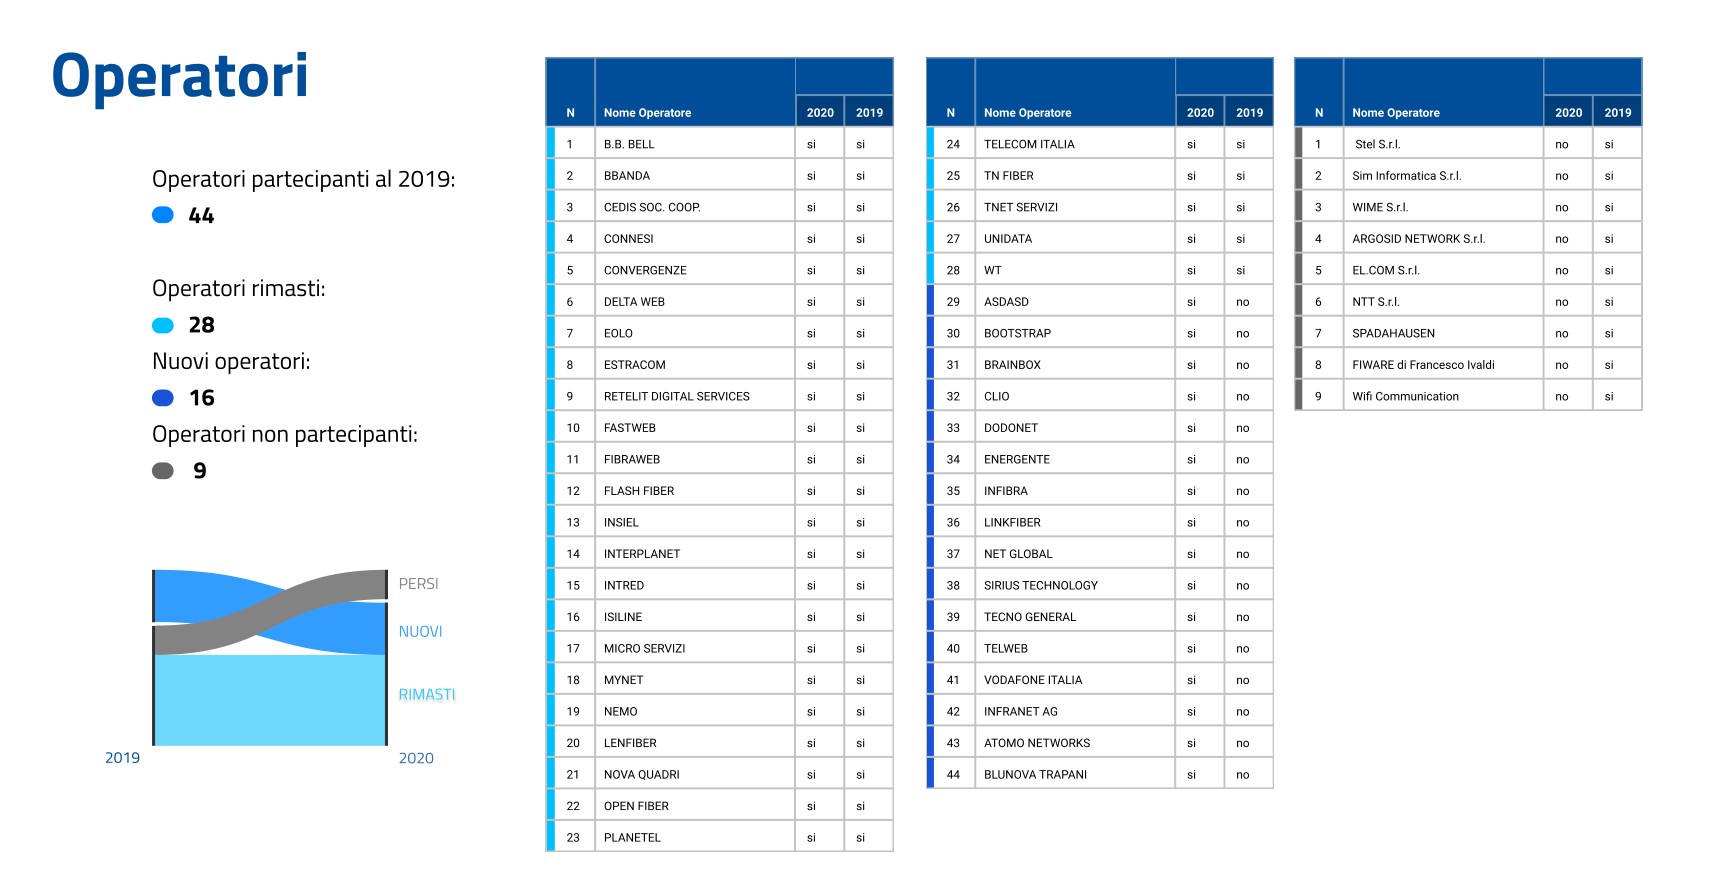 Operatori
Operatori partecipanti al 2019:
44
Operatori rimasti:
28
Nuovi operatori:
16
Operatori non partecipanti:
9
PERSI
NUOVI
RIMASTI
2019
2020
N Nome Operatore 2020 2019
1 B.B. BELL si si
2 BBANDA si si
3 CEDIS SOC. COOP. si si
4 CONNESI si si
5 CONVERGENZE si si
6 DELTA WEB si si
7 EOLO si si
8 ESTRACOM si si
9 RETELIT DIGITAL SERVICES si si
10 FASTWEB si si
11 FIBRAWEB si si
12 FLASH FIBER si si
13 INSIEL si si
14 INTERPLANET si si
15 INTRED si si
16 ISILINE si si
17 MICRO SERVIZI si si
18 MYNET si si
19 NEMO si si
20 LENFIBER si si
21 NOVA QUADRI si si
22 OPEN FIBER si si
23 PLANETEL si si
N Nome Operatore 2020 2019
24 TELECOM ITALIA si si
25 TN FIBER si si
26 TNET SERVIZI si si
27 UNIDATA si si
28 WT si si
29 ASDASD si no
30 BOOTSTRAP si no
31 BRAINBOX si no
32 CLIO si no
33 DODONET si no
34 ENERGENTE si no
35 INFIBRA si no
36 LINKFIBER si no
37 NET GLOBAL si no
38 SIRIUS TECHNOLOGY si no
39 TECNO GENERAL si no
40 TELWEB si no
41 VODAFONE ITALIA si no
42 INFRANET AG si no
43 ATOMO NETWORKS si no
44 BLUNOVA TRAPANI si no
N Nome Operatore 2020 2019
1 Stel S.r.l. no si
2 Sim Informatica S.r.l. no si
3 WIME S.r.l. no si
4 ARGOSID NETWORK S.r.l. no si
5 EL.COM S.r.l. no si
6 NTT S.r.l. no si
7 SPADAHAUSEN no si
8 FIWARE di Francesco Ivaldi no si
9 Wifi Communication no si